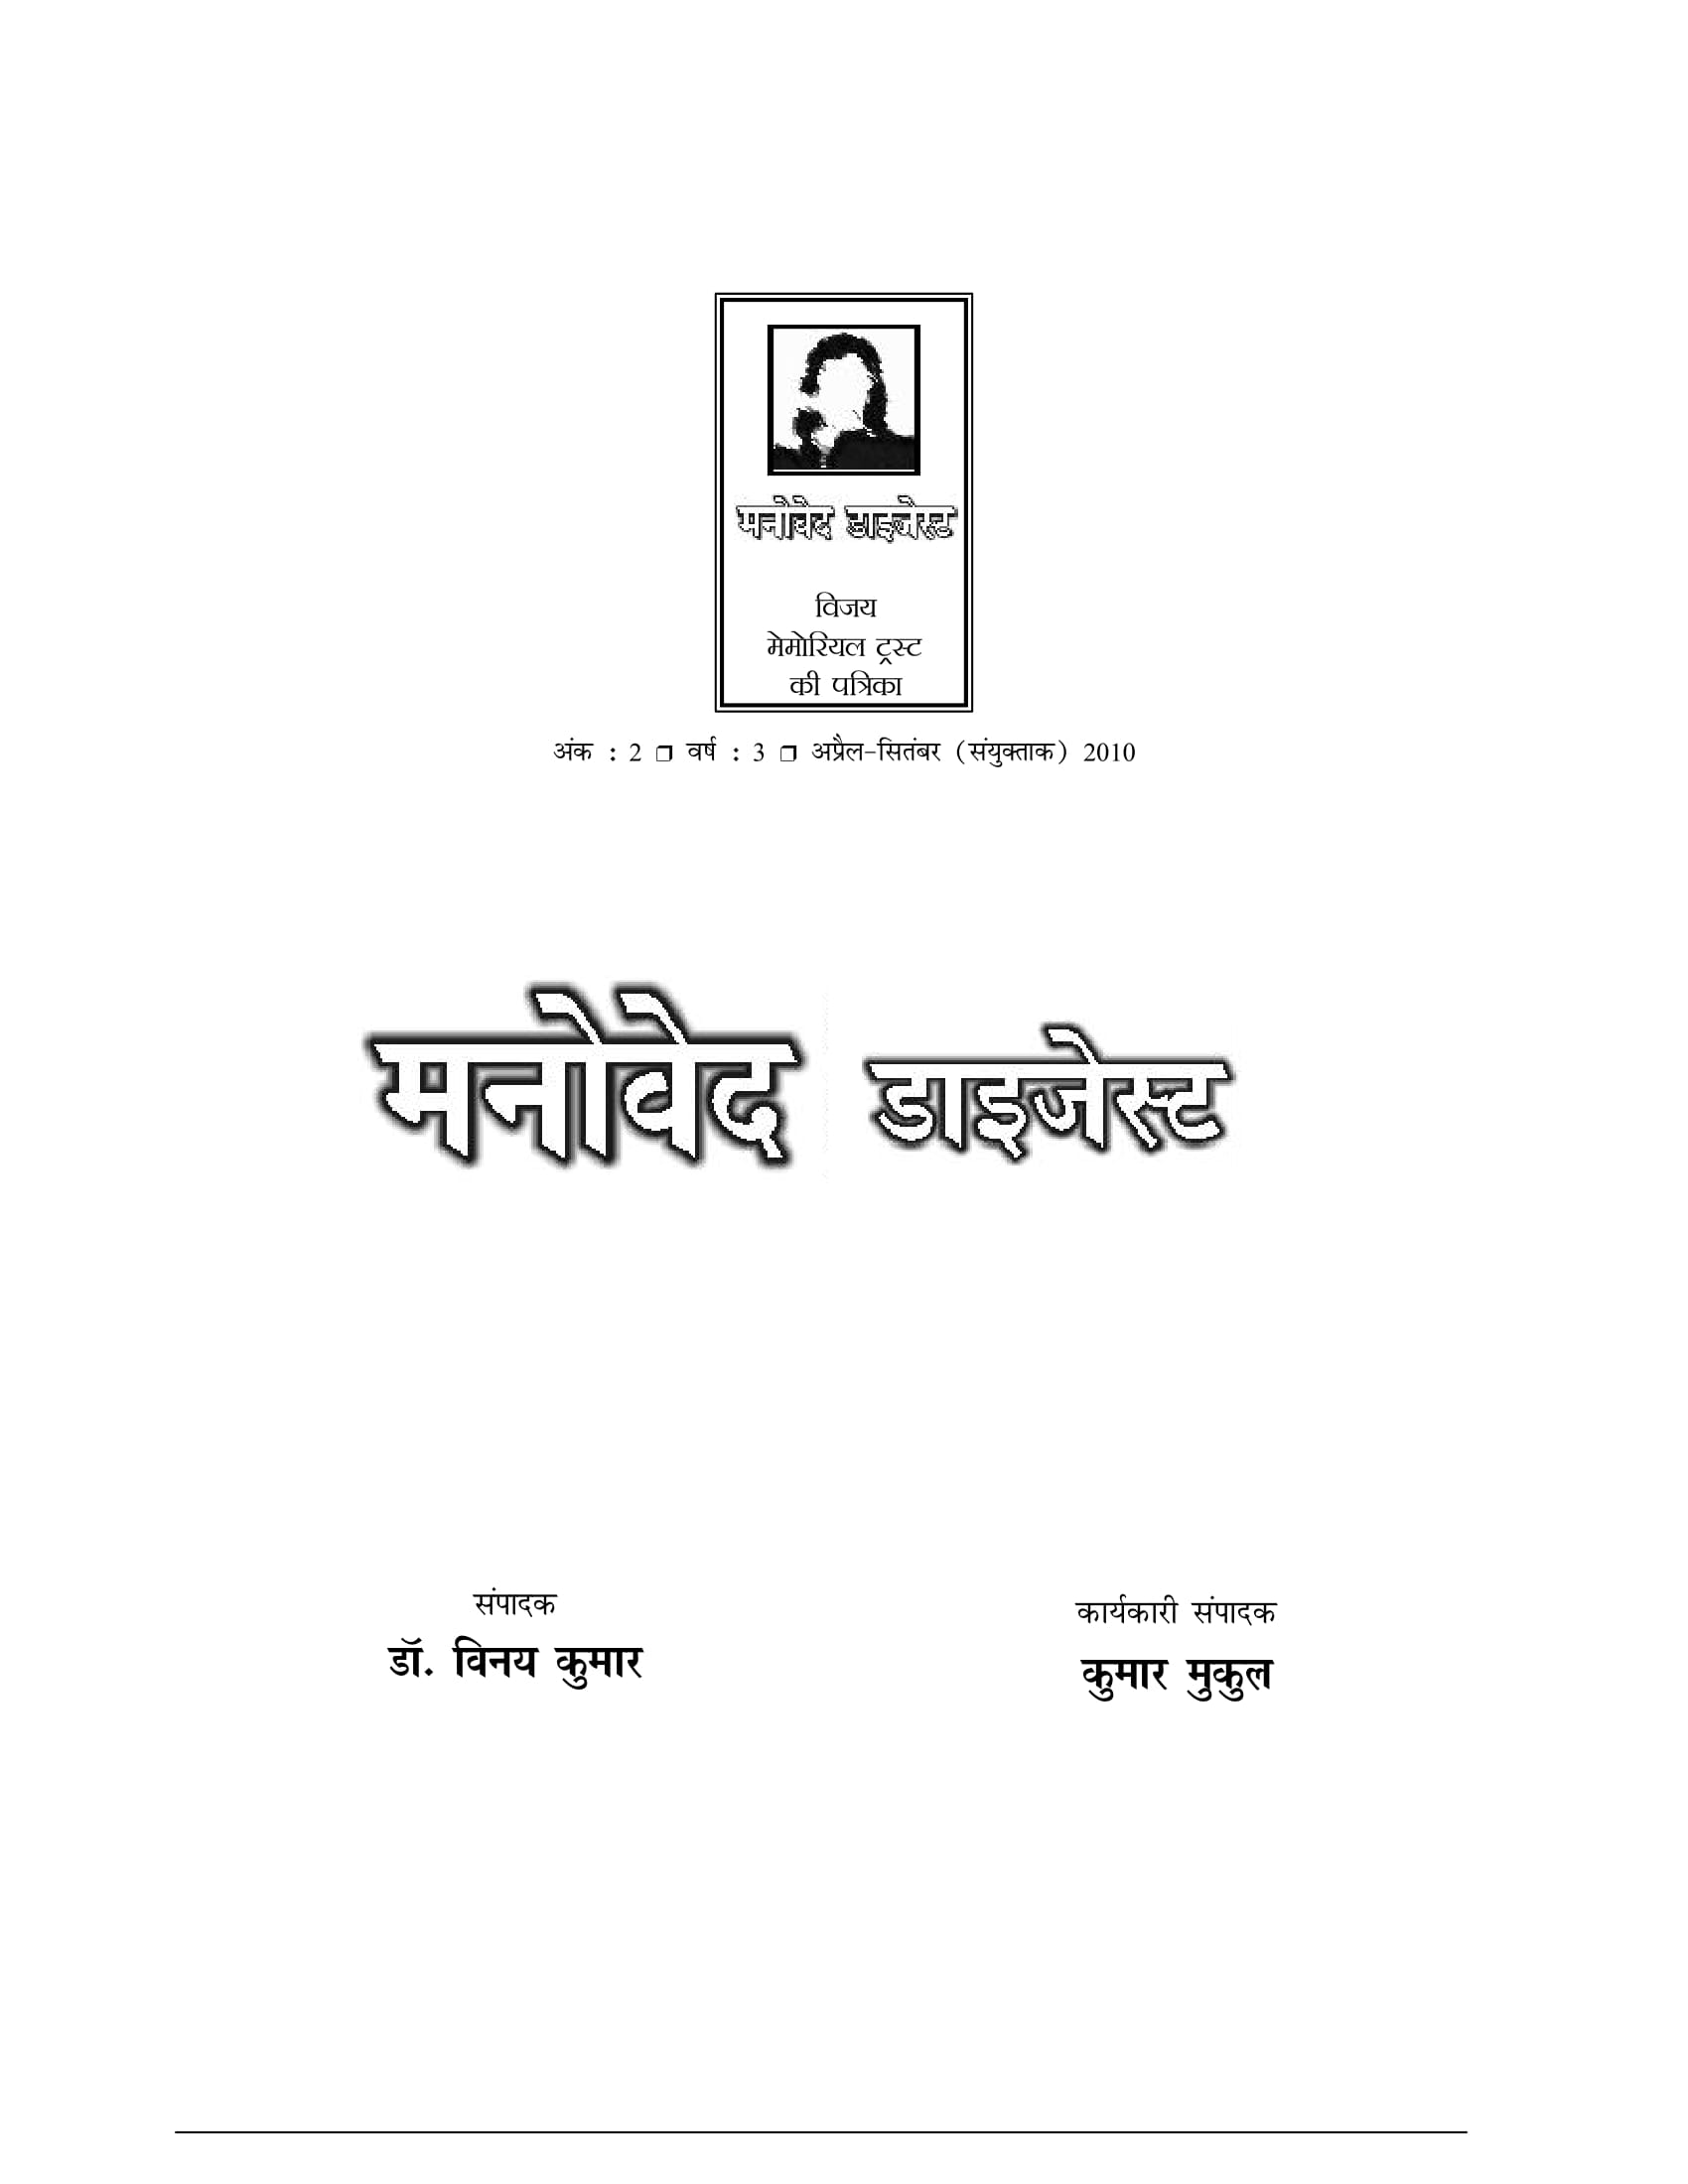 मनोवेद डाइजेस्ट
विजय
मेमोरियल ट्रस्ट
की पत्रिका
अंक : 2 ❐ वर्ष : 3 ❐ अप्रैल-सितंबर (संयुक्ताक) 2010
मनोवेद डाइजेस्ट
संपादक
डॉ. विनय कुमार
कार्यकारी संपादक
कुमार मुकुल